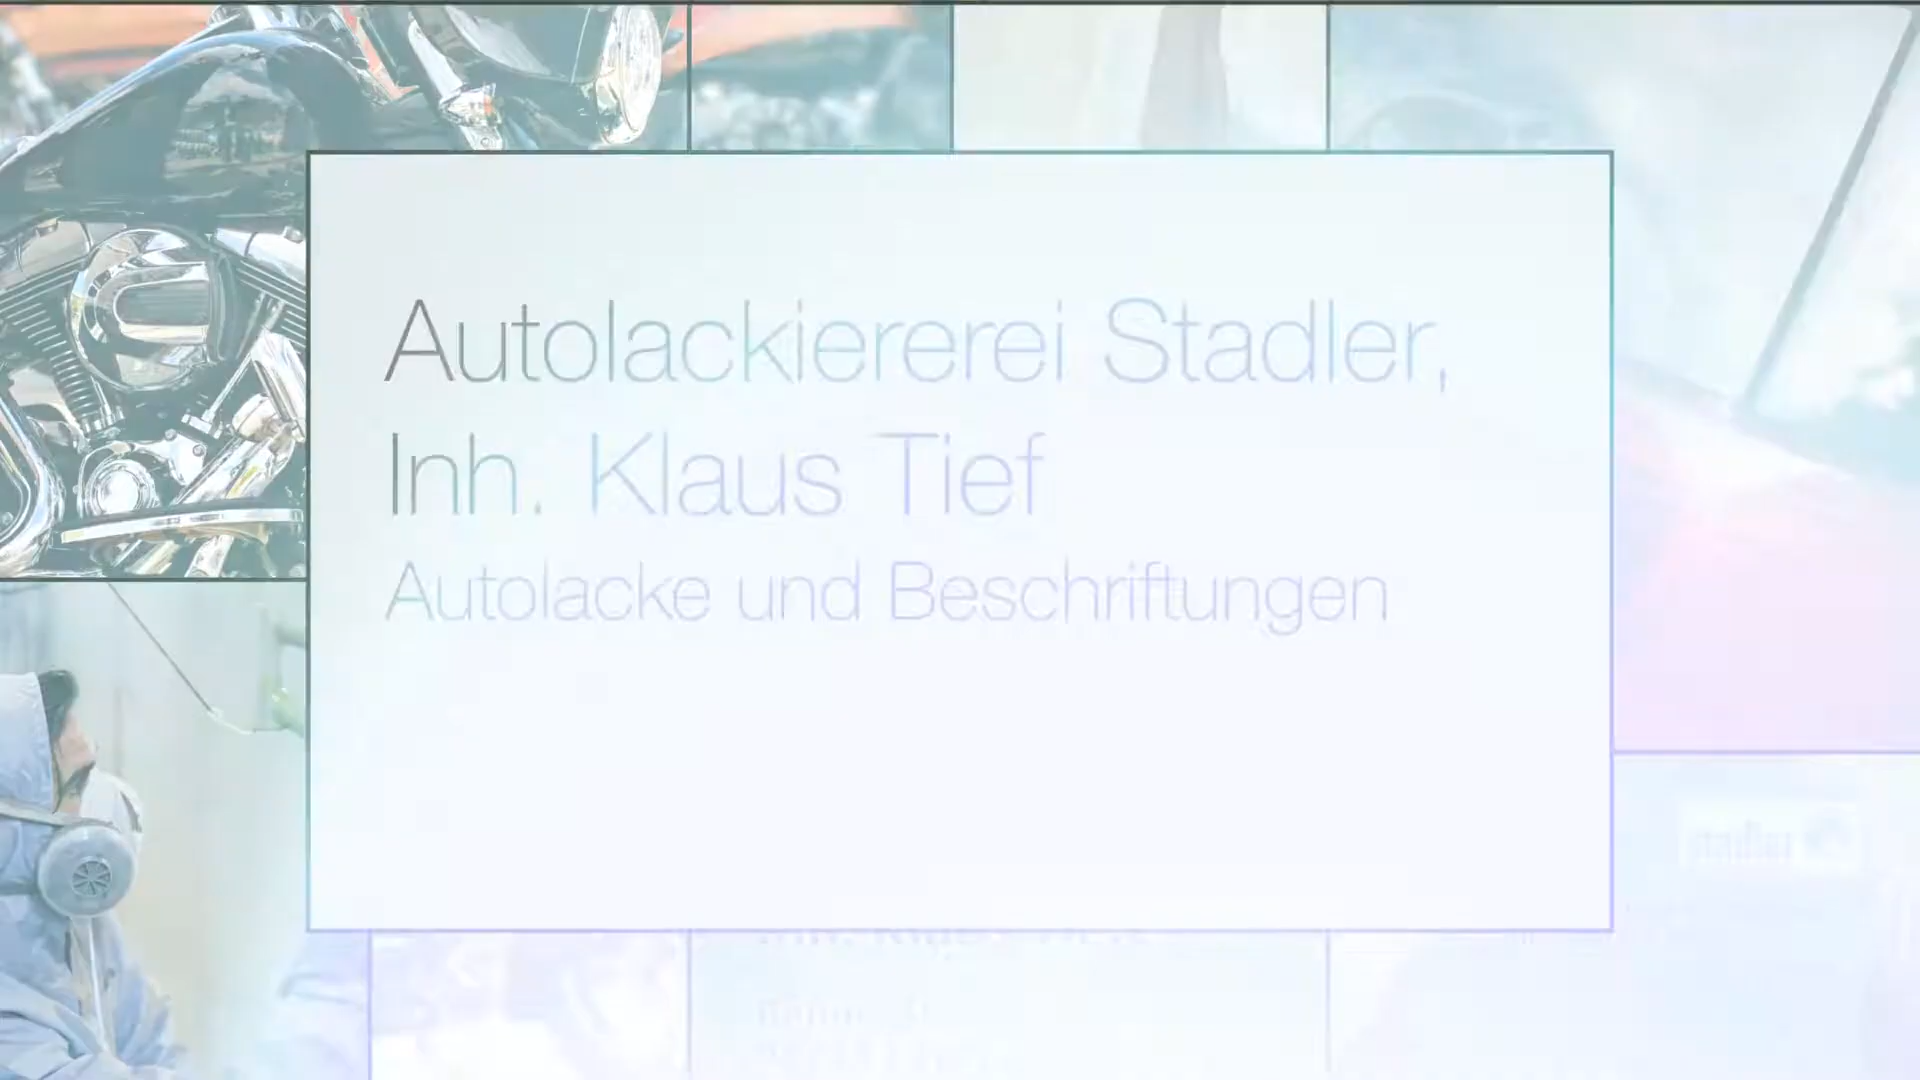 Autolackiererei Stadler,
Inh. Klaus Tief
Autolacke und Beschriftungen